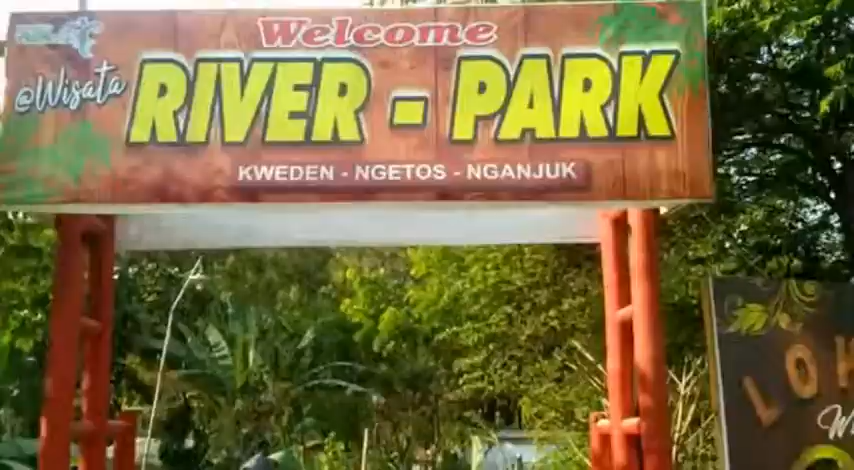 Welcome
@Wisata
RIVER - PARK
KWEDEN - NGETOS - NGANJUK